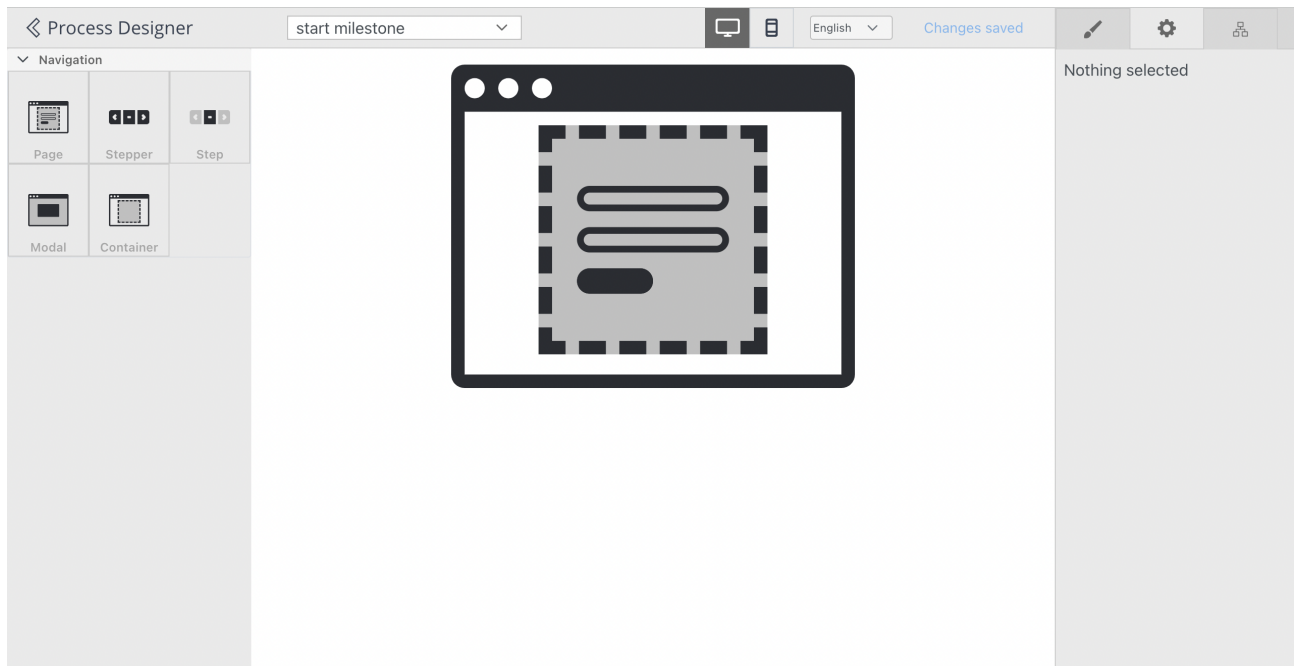 Process Designer
start milestone
English
Changes saved
Navigation
Nothing selected
Page
Stepper
Step
Modal
Container